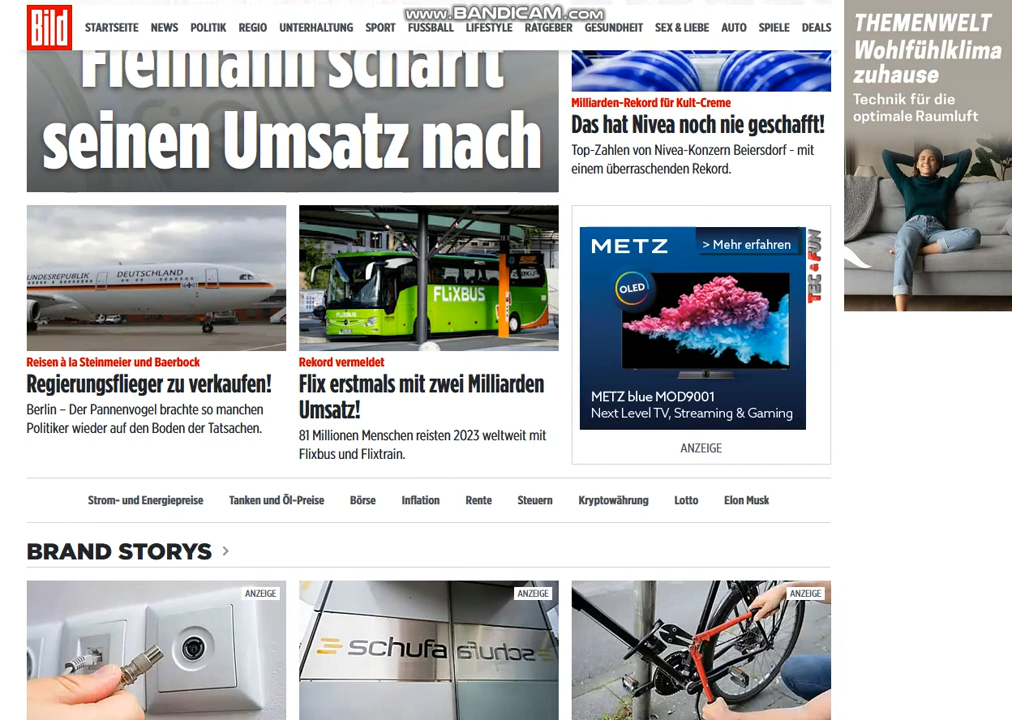 www.BANDICAM.com
Bild
STARTSEITE NEWS POLITIK REGIO UNTERHALTUNG SPORT FUSSBALL LIFESTYLE RATGEBER GESUNDHEIT SEX & LIEBE AUTO SPIELE DEALS
THEMENWELT
Wohlfühlklima
zuhause
Technik für die
optimale Raumluft
Fielmann schärft
seinen Umsatz nach
Milliarden-Rekord für Kult-Creme
Das hat Nivea noch nie geschafft!
Top-Zahlen von Nivea-Konzern Beiersdorf - mit
einem überraschenden Rekord.
UNDESREPUBLIK DEUTSCHLAND
Reisen à la Steinmeier und Baerbock
Regierungsflieger zu verkaufen!
Berlin – Der Pannenvogel brachte so manchen
Politiker wieder auf den Boden der Tatsachen.
FLiXBUS
Rekord vermeldet
Flix erstmals mit zwei Milliarden
Umsatz!
81 Millionen Menschen reisten 2023 weltweit mit
Flixbus und Flixtrain.
METZ
> Mehr erfahren
TEC & FUN
OLED
METZ blue MOD9001
Next Level TV, Streaming & Gaming
ANZEIGE
Strom- und Energiepreise Tanken und Öl-Preise Börse Inflation Rente Steuern Kryptowährung Lotto Elon Musk
BRAND STORYS >
ANZEIGE
ANZEIGE
schufa
ANZEIGE